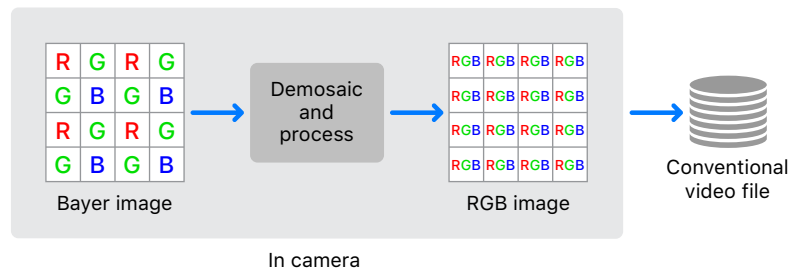 R G R G
G B G B
R G R G
G B G B
Bayer image
Demosaic
and
process
RGB RGB RGB RGB
RGB RGB RGB RGB
RGB RGB RGB RGB
RGB RGB RGB RGB
RGB image
Conventional
video file
In camera